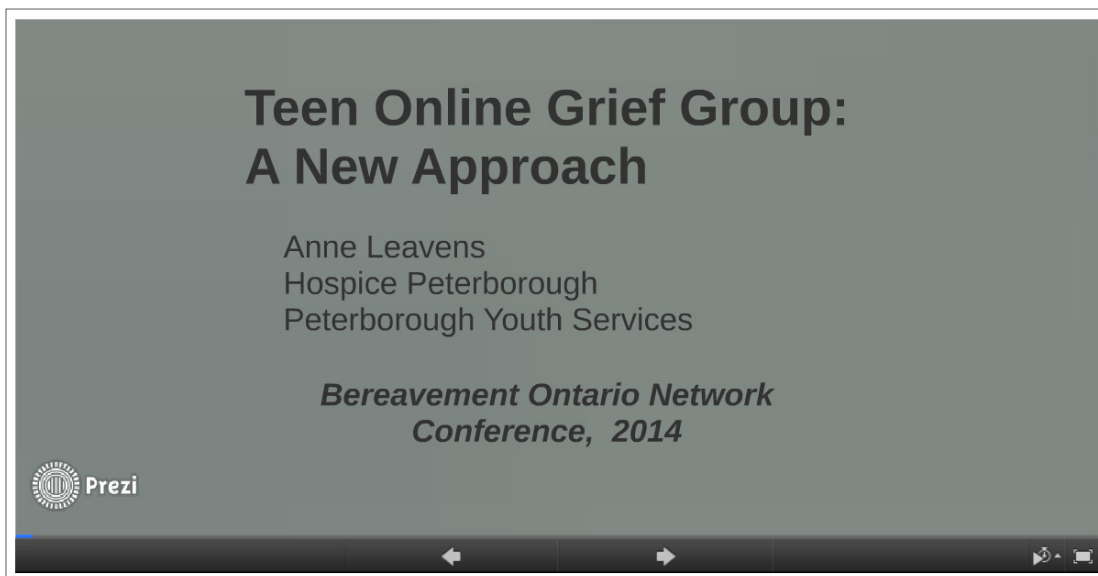 Teen Online Grief Group:
A New Approach
Anne Leavens
Hospice Peterborough
Peterborough Youth Services
Bereavement Ontario Network
Conference, 2014
Prezi